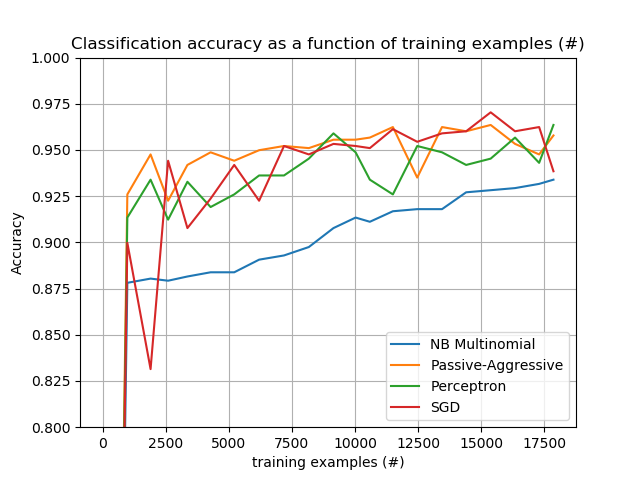 Classification accuracy as a function of training examples (#)
1.000
0.975
0.950
0.925
0.900
0.875
0.850
0.825
0.800
Accuracy
NB Multinomial
Passive-Aggressive
Perceptron
SGD
0 2500 5000 7500 10000 12500 15000 17500
training examples (#)